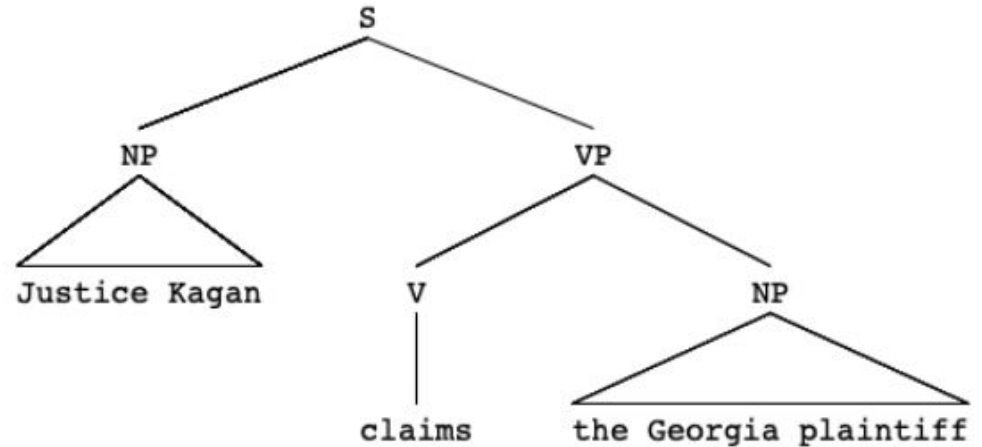 S
NP VP
Justice Kagan V NP
claims the Georgia plaintiff